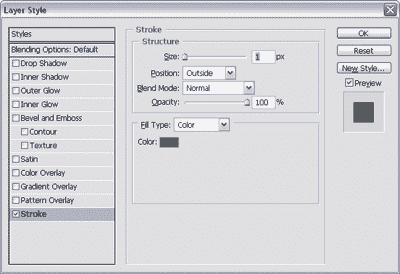 Layer Style
Styles
Blending Options: Default
Drop Shadow
Inner Shadow
Outer Glow
Inner Glow
Bevel and Emboss
Contour
Texture
Satin
Color Overlay
Gradient Overlay
Pattern Overlay
Stroke
Stroke
Structure
Size: 1 px
Position: Outside
Blend Mode: Normal
Opacity: 100 %
Fill Type: Color
Color:
OK
Reset
New Style...
Preview